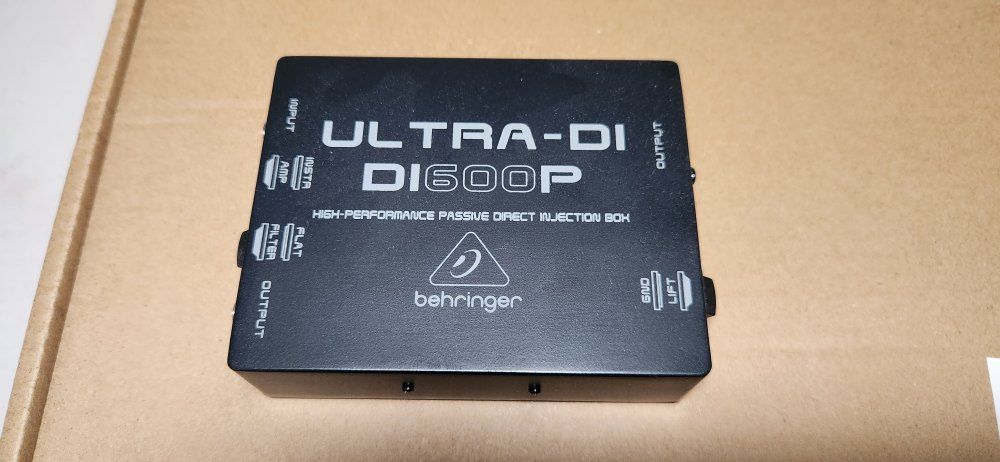 INPUT
INSTR
AMP
FLAT
FILTER
OUTPUT
ULTRA-DI
DI600P
HIGH-PERFORMANCE PASSIVE DIRECT INJECTION BOX
behringer
OUTPUT
GND
LIFT